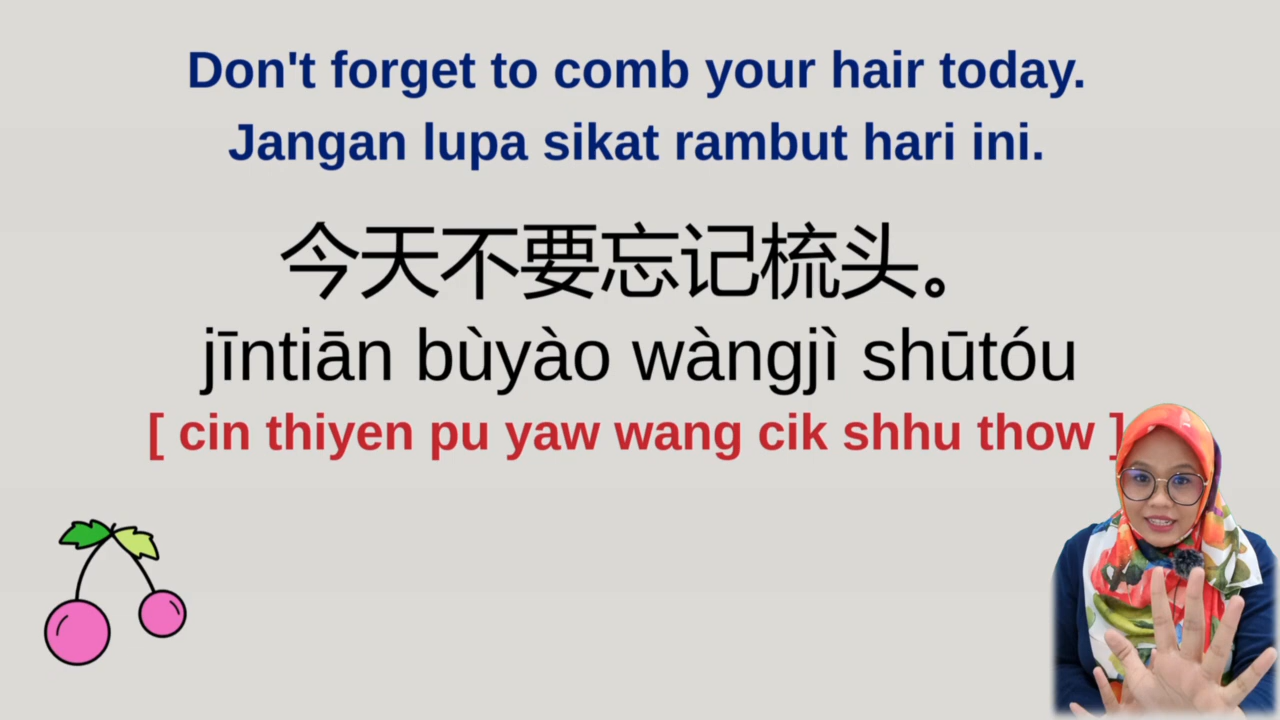 Don't forget to comb your hair today.
Jangan lupa sikat rambut hari ini.
今天不要忘记梳头。
jīntiān bùyào wàngjì shūtóu
[ cin thiyen pu yaw wang cik shhu thow ]